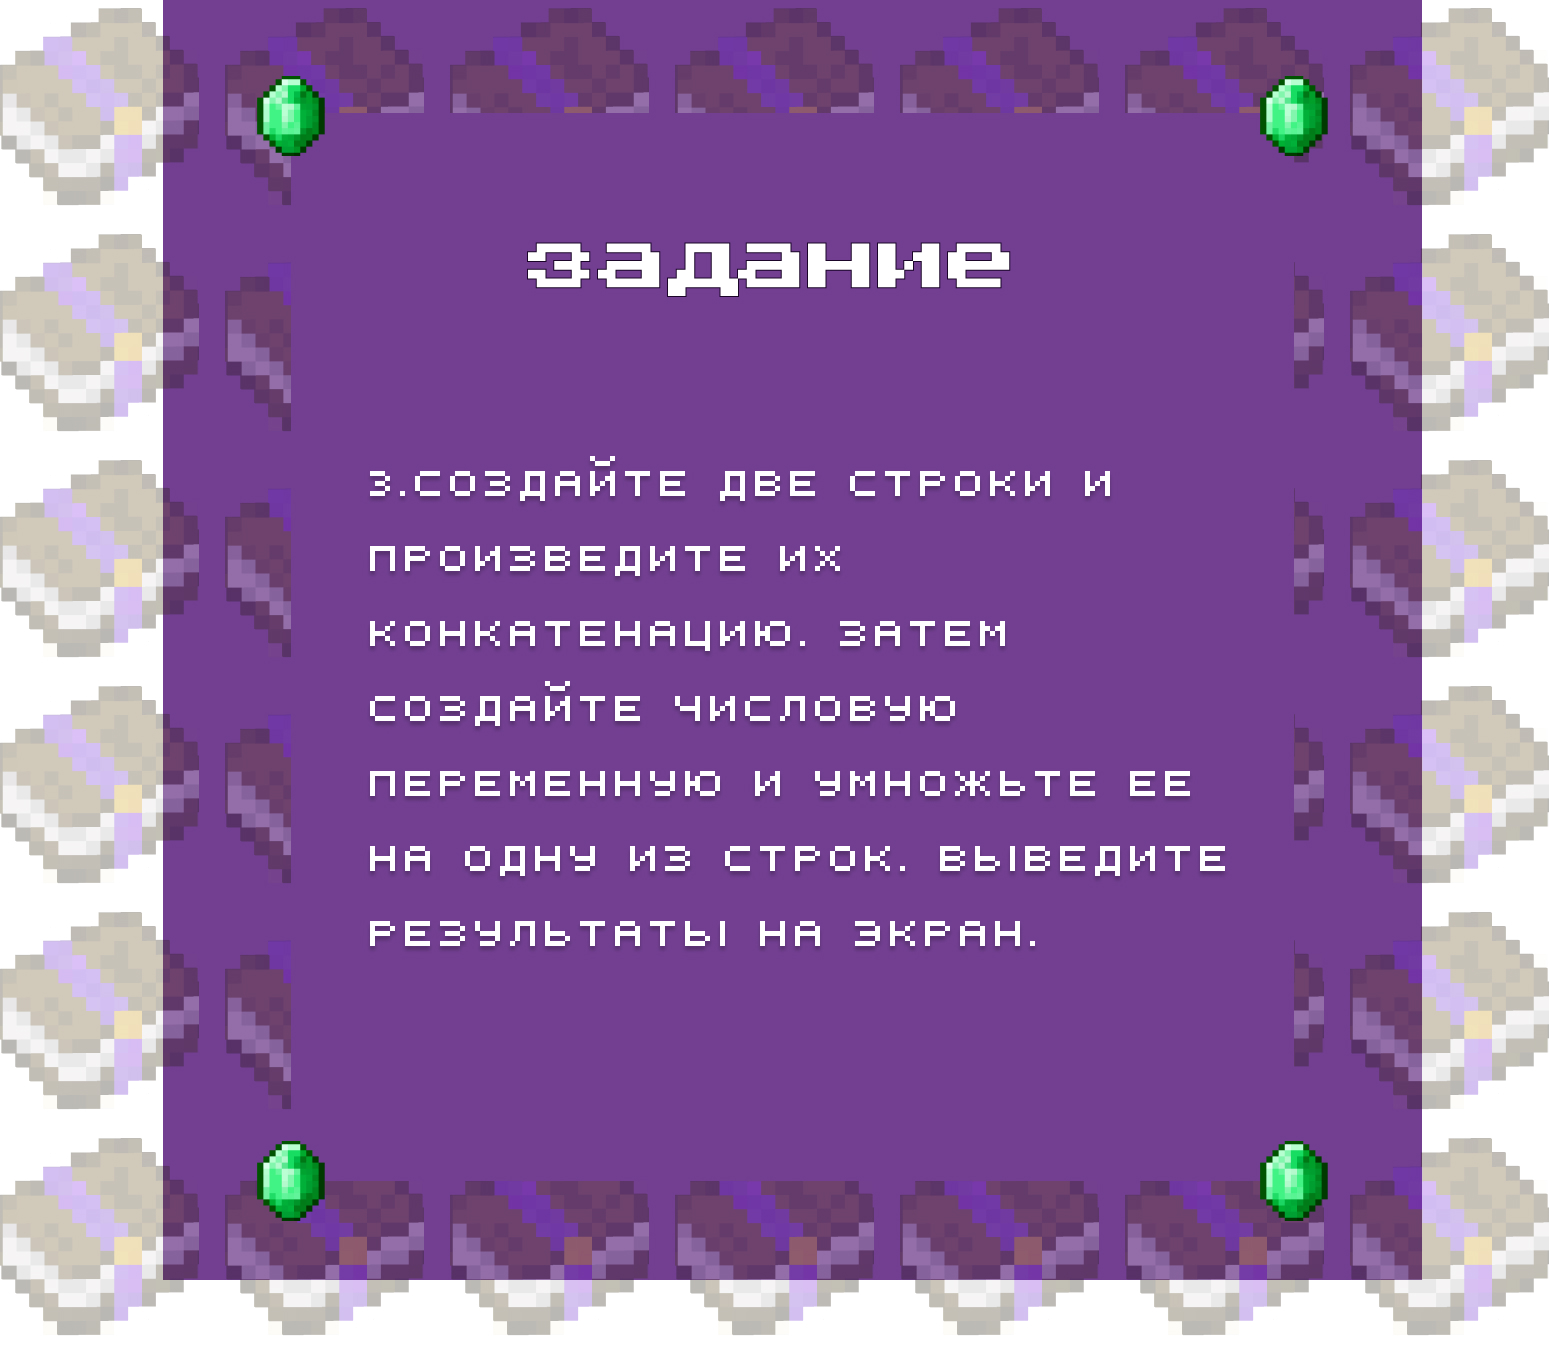 задание
3.СОЗДАЙТЕ ДВЕ СТРОКИ И
ПРОИЗВЕДИТЕ ИХ
КОНКАТЕНАЦИЮ. ЗАТЕМ
СОЗДАЙТЕ ЧИСЛОВУЮ
ПЕРЕМЕННУЮ И УМНОЖЬТЕ ЕЕ
НА ОДНУ ИЗ СТРОК. ВЫВЕДИТЕ
РЕЗУЛЬТАТЫ НА ЭКРАН.